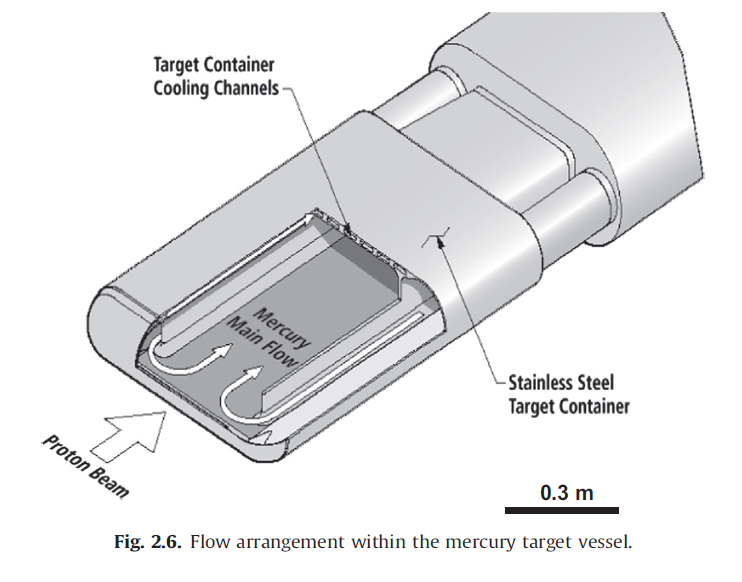 Target Container
Cooling Channels
Mercury
Main Flow
Stainless Steel
Target Container
Proton Beam
0.3 m
Fig. 2.6. Flow arrangement within the mercury target vessel.